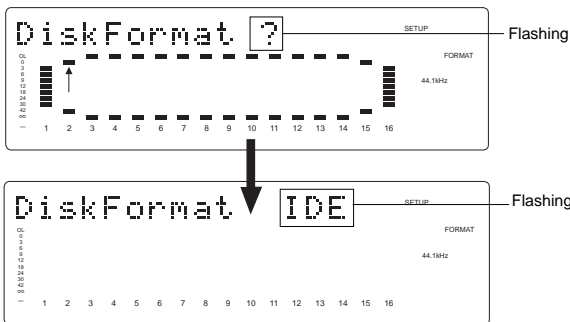 DiskFormat ?
SETUP
Flashing
FORMAT
44.1kHz
OL
0
3
6
9
12
18
24
30
42
∞
—
1 2 3 4 5 6 7 8 9 10 11 12 13 14 15 16
DiskFormat IDE
SETUP
Flashing
FORMAT
44.1kHz
OL
0
3
6
9
12
18
24
30
42
∞
—
1 2 3 4 5 6 7 8 9 10 11 12 13 14 15 16